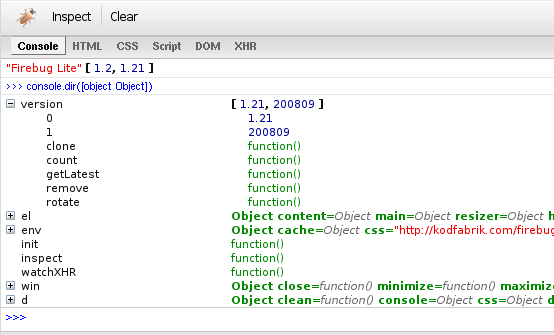 Inspect Clear
Console HTML CSS Script DOM XHR
"Firebug Lite" [ 1.2, 1.21 ]
>>> console.dir([object Object])
version [ 1.21, 200809 ]
0 1.21
1 200809
clone function()
count function()
getLatest function()
remove function()
rotate function()
el Object content=Object main=Object resizer=Object h
env Object cache=Object css="http://kodfabrik.com/firebug
init function()
inspect function()
watchXHR function()
win Object close=function() minimize=function() maximize
d Object clean=function() console=Object css=Object d
>>>